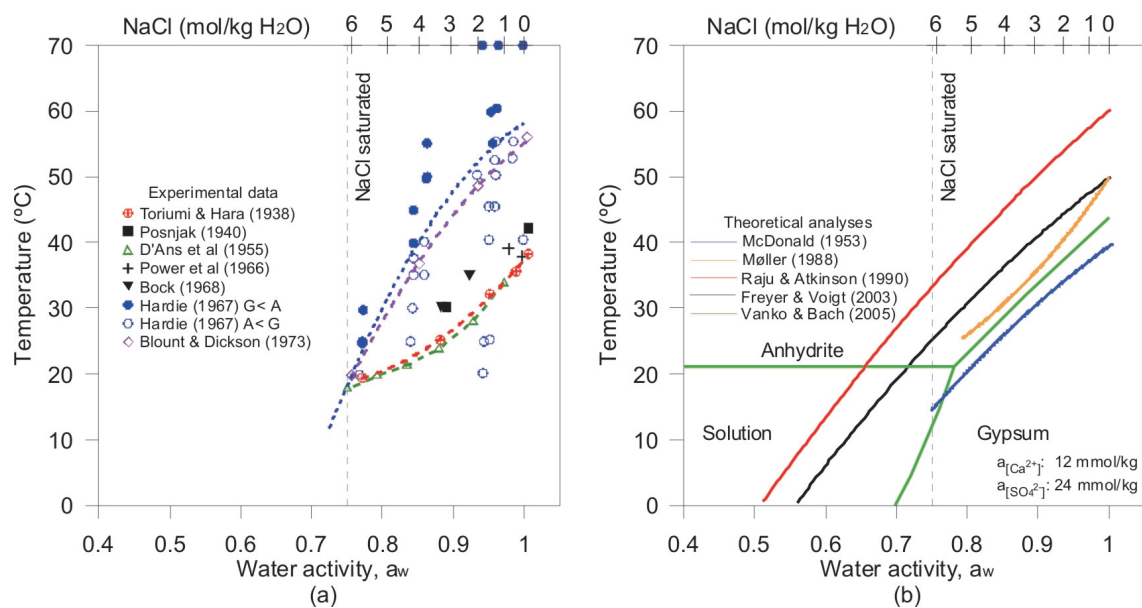 NaCl (mol/kg H2O) 6 5 4 3 2 1 0
70
60
50
40
30
20
10
0
Temperature (ºC)
NaCl saturated
Experimental data
Toriumi & Hara (1938)
Posnjak (1940)
D'Ans et al (1955)
Power et al (1966)
Bock (1968)
Hardie (1967) G< A
Hardie (1967) A< G
Blount & Dickson (1973)
0.4 0.5 0.6 0.7 0.8 0.9 1
Water activity, aw
(a)
NaCl (mol/kg H2O) 6 5 4 3 2 1 0
70
60
50
40
30
20
10
0
Temperature (ºC)
NaCl saturated
Theoretical analyses
McDonald (1953)
Møller (1988)
Raju & Atkinson (1990)
Freyer & Voigt (2003)
Vanko & Bach (2005)
Anhydrite
Solution
Gypsum
a[Ca2+]: 12 mmol/kg
a[SO42-]: 24 mmol/kg
0.4 0.5 0.6 0.7 0.8 0.9 1
Water activity, aw
(b)